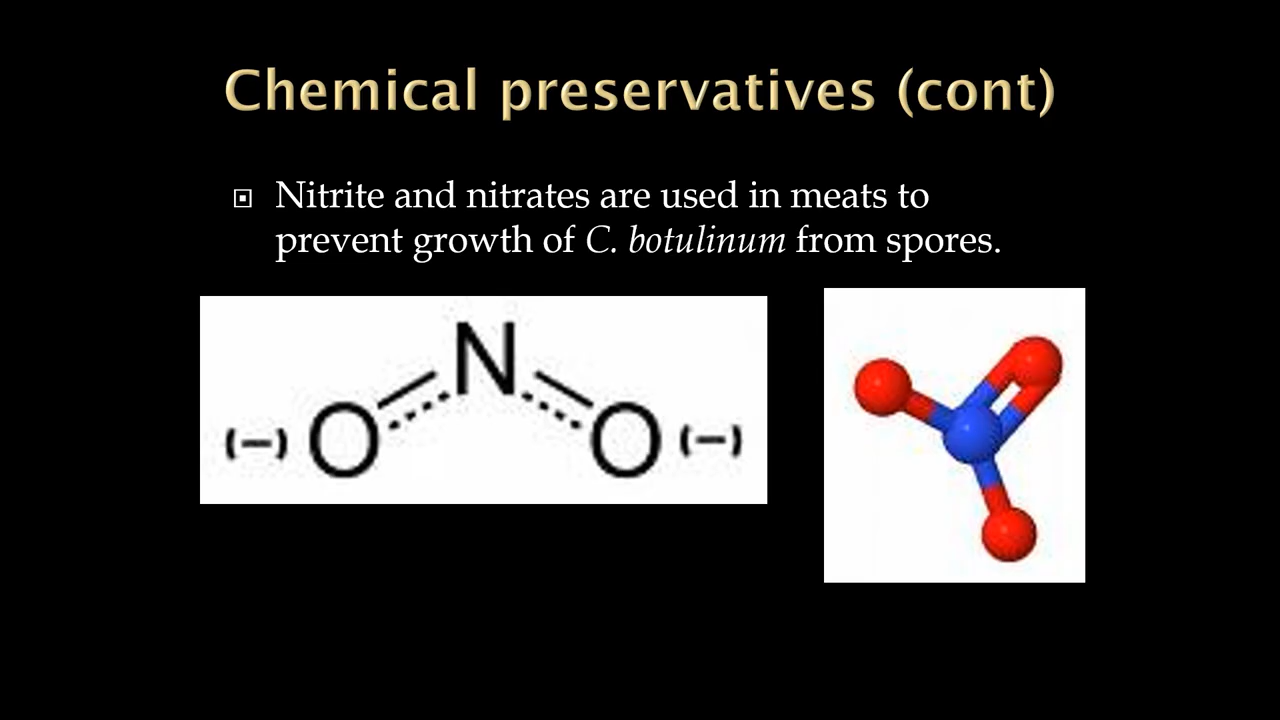 Chemical preservatives (cont)
Nitrite and nitrates are used in meats to
prevent growth of C. botulinum from spores.
N
(−) O O (−)